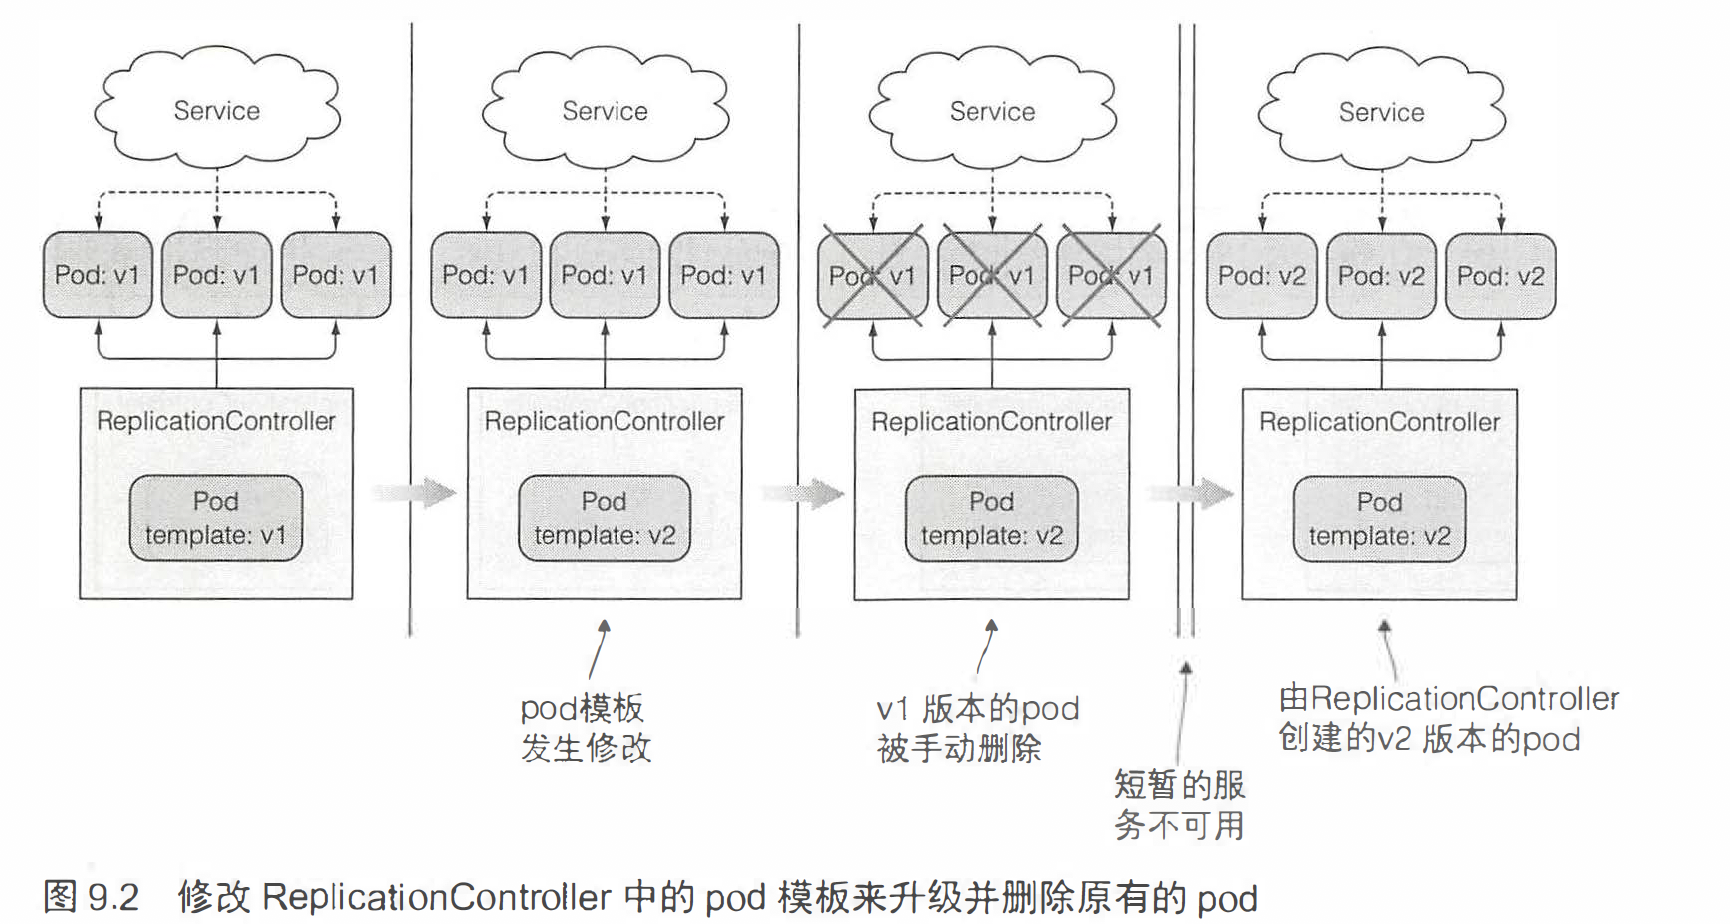 Service
Pod: v1
Pod: v1
Pod: v1
ReplicationController
Pod
template: v1
Service
Pod: v1
Pod: v1
Pod: v1
ReplicationController
Pod
template: v2
pod模板
发生修改
Service
Pod: v1
Pod: v1
Pod: v1
ReplicationController
Pod
template: v2
v1 版本的pod
被手动删除
短暂的服
务不可用
Service
Pod: v2
Pod: v2
Pod: v2
ReplicationController
Pod
template: v2
由ReplicationController
创建的v2 版本的pod
图 9.2 修改 ReplicationController 中的 pod 模板来升级并删除原有的 pod